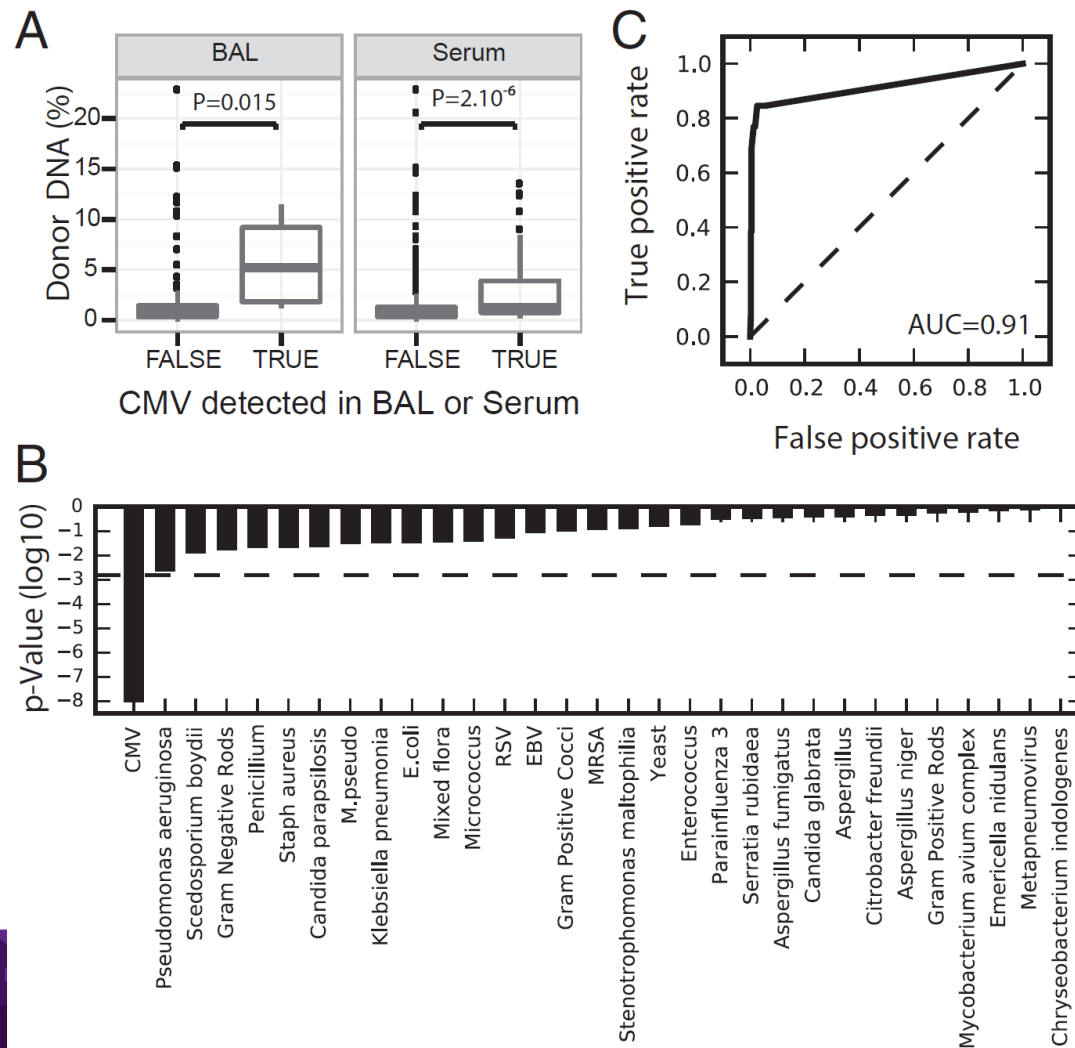 A
BAL
Serum
P=0.015
P=2.10⁻⁶
Donor DNA (%)
20
15
10
5
0
FALSE
TRUE
FALSE
TRUE
CMV detected in BAL or Serum
C
True positive rate
1.0
0.8
0.6
0.4
0.2
0.0
AUC=0.91
0.0 0.2 0.4 0.6 0.8 1.0
False positive rate
B
p-Value (log10)
0
−1
−2
−3
−4
−5
−6
−7
−8
CMV
Pseudomonas aeruginosa
Scedosporium boydii
Gram Negative Rods
Penicillium
Staph aureus
Candida parapsilosis
M.pseudo
Klebsiella pneumonia
E.coli
Mixed flora
Micrococcus
RSV
EBV
Gram Positive Cocci
MRSA
Stenotrophomonas maltophilia
Yeast
Enterococcus
Parainfluenza 3
Serratia rubidaea
Aspergillus fumigatus
Candida glabrata
Aspergillus
Citrobacter freundii
Aspergillus niger
Gram Positive Rods
Mycobacterium avium complex
Emericella nidulans
Metapneumovirus
Chryseobacterium indologenes